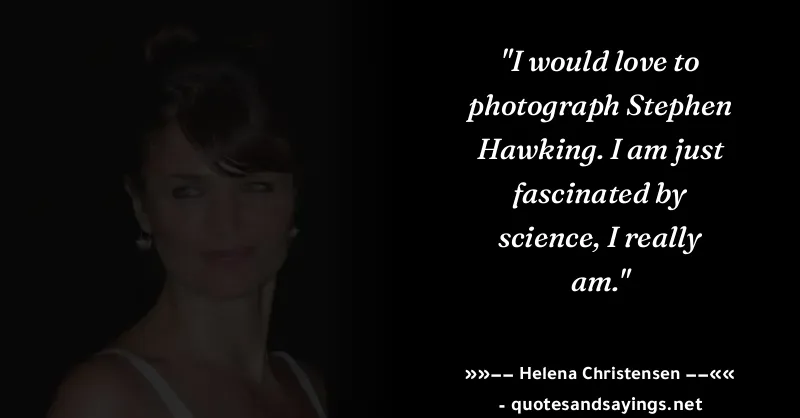 "I would love to
photograph Stephen
Hawking. I am just
fascinated by
science, I really
am."
»»−− Helena Christensen −−««
- quotesandsayings.net